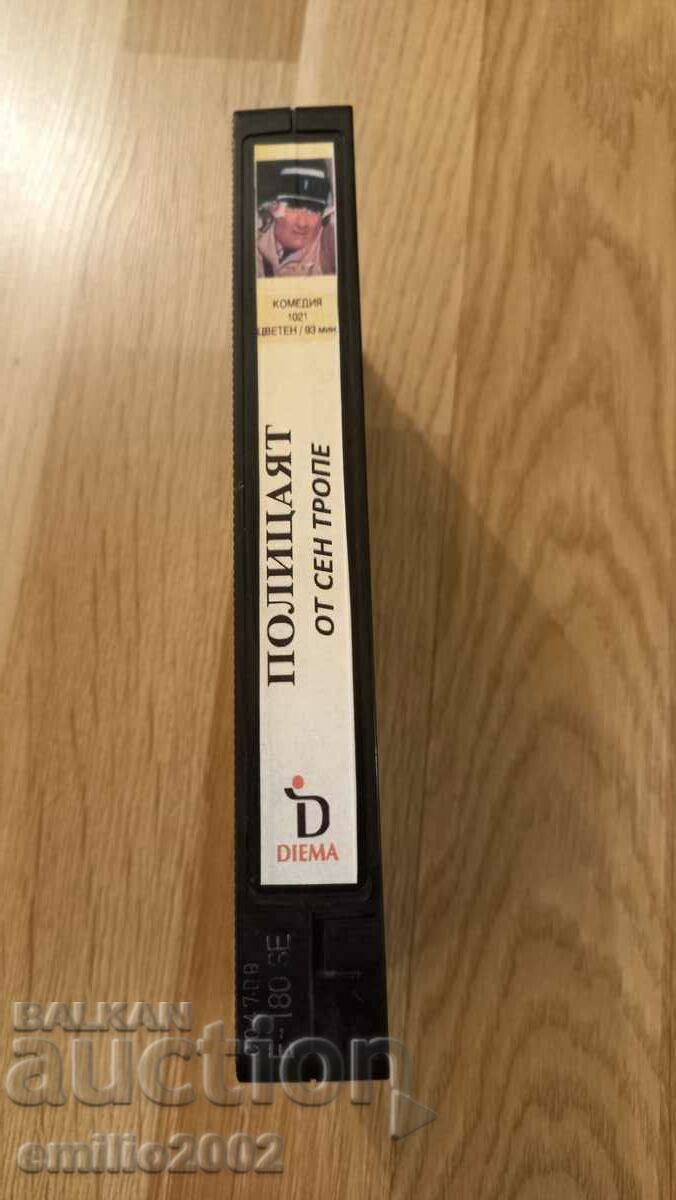 КОМЕДИЯ
1021
ЦВЕТЕН / 93 мин.
ПОЛИЦАЯТ
ОТ СЕН ТРОПЕ
D
DIEMA
E-180 SE
BALKAN
auction
emilio2002